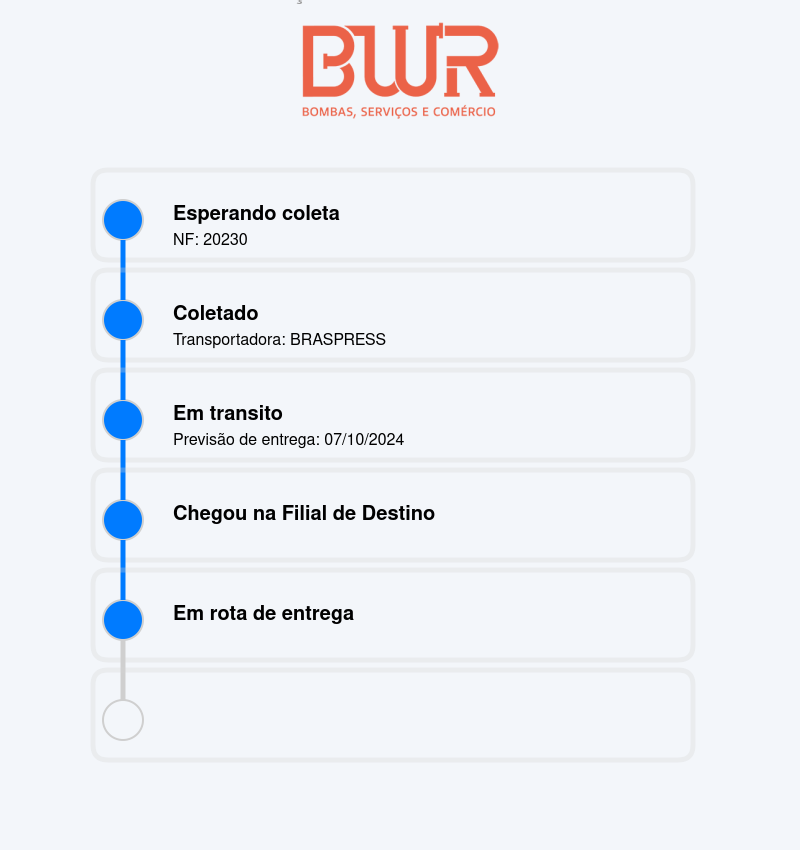 BWR
BOMBAS, SERVIÇOS E COMÉRCIO
Esperando coleta
NF: 20230
Coletado
Transportadora: BRASPRESS
Em transito
Previsão de entrega: 07/10/2024
Chegou na Filial de Destino
Em rota de entrega